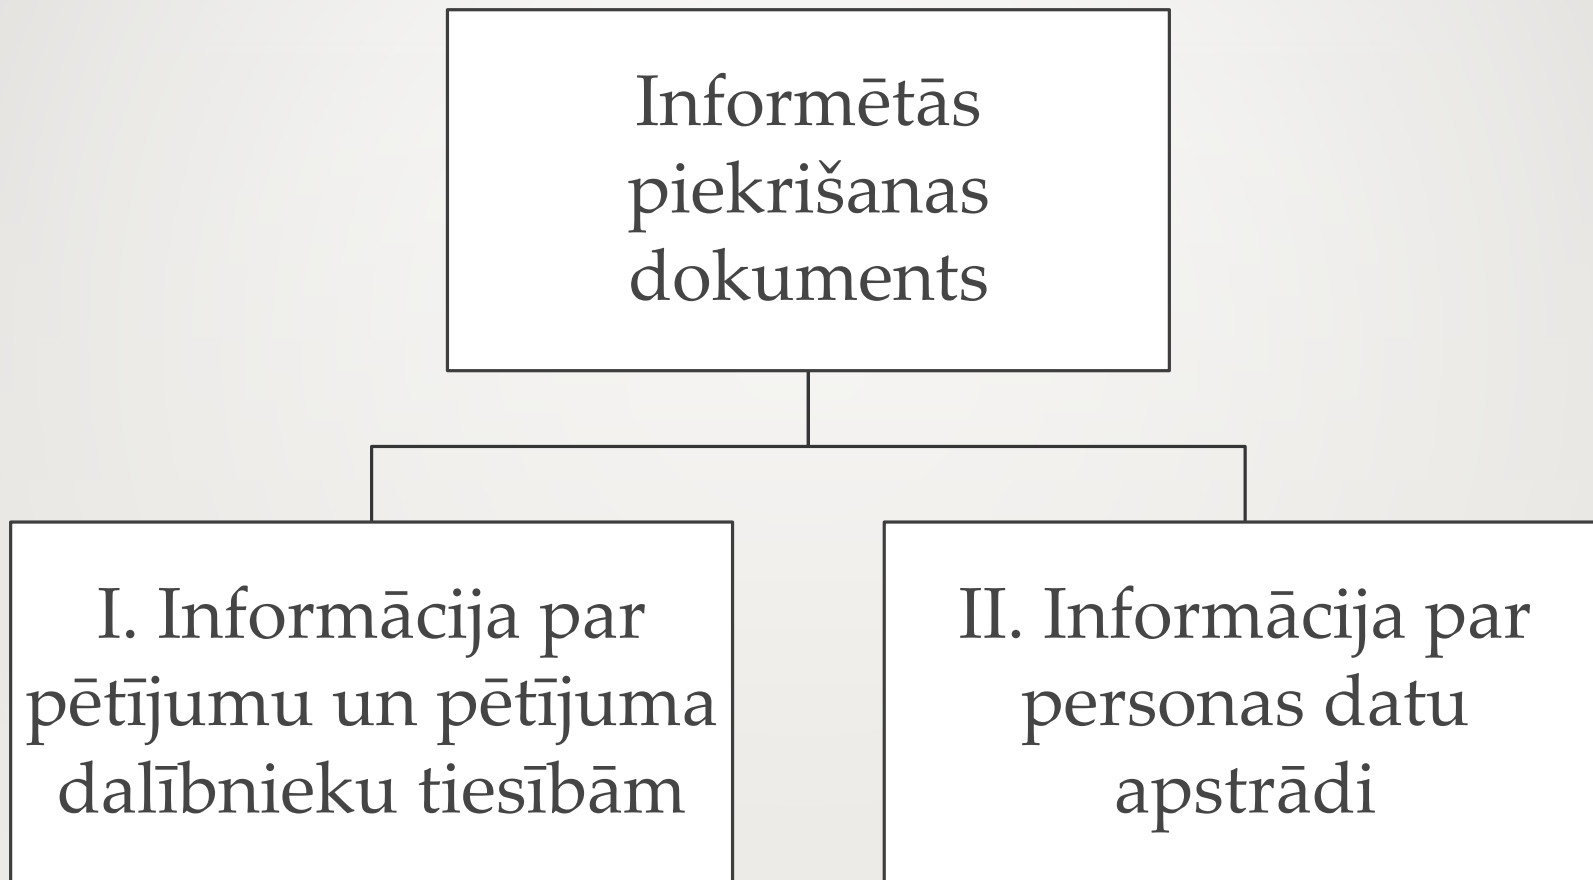 Informētās
piekrišanas
dokuments
I. Informācija par
pētījumu un pētījuma
dalībnieku tiesībām
II. Informācija par
personas datu
apstrādi